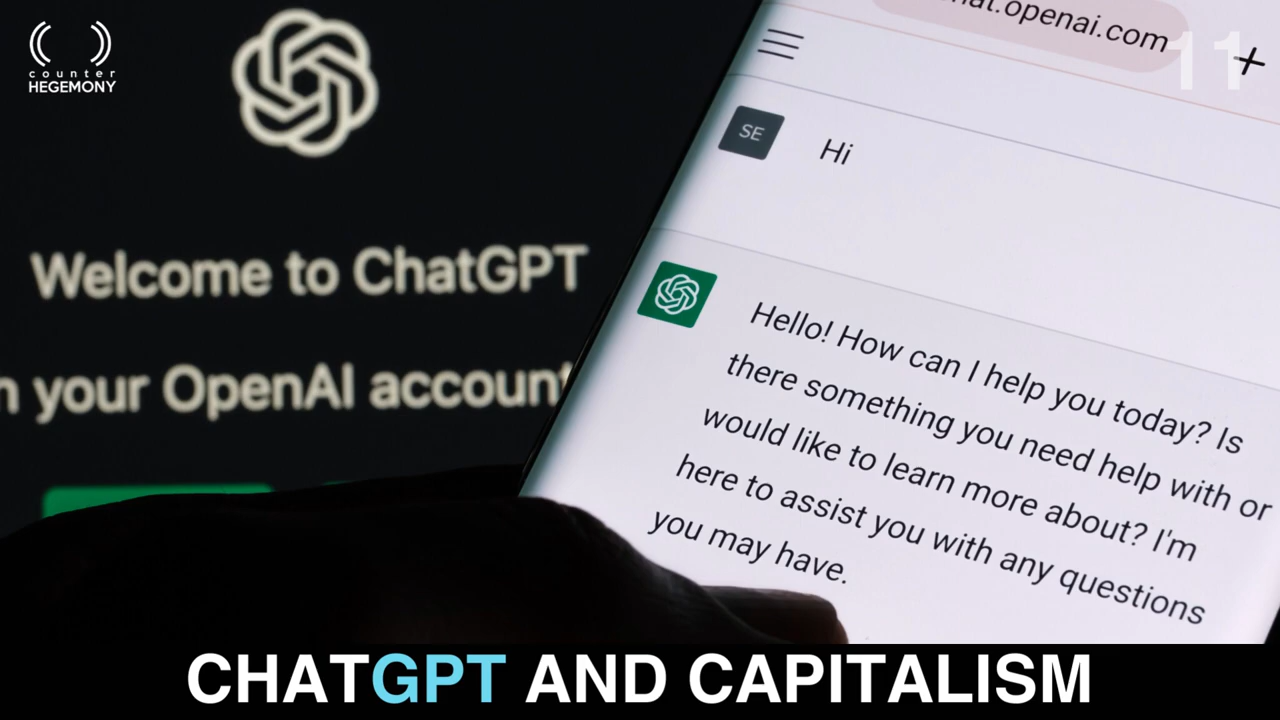 counter
HEGEMONY
Welcome to ChatGPT
your OpenAI account
chat.openai.com
11
+
SE
Hi
Hello! How can I help you today? Is
there something you need help with or
would like to learn more about? I'm
here to assist you with any questions
you may have.
CHATGPT AND CAPITALISM